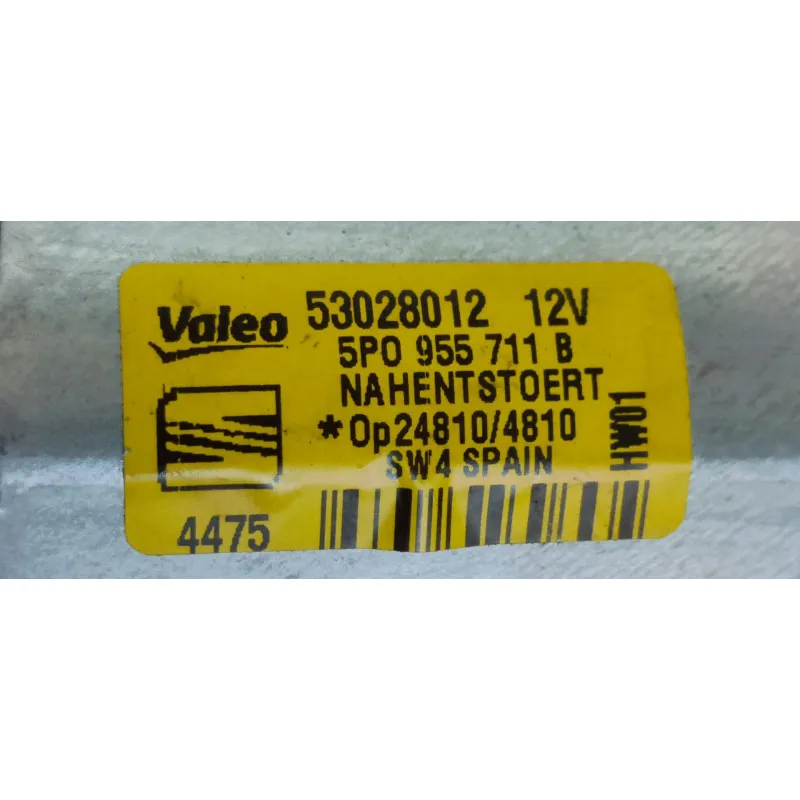 Valeo 53028012 12V
5P0 955 711 B
NAHENTSTOERT
*Op24810/4810
SW4 SPAIN
HW01
4475